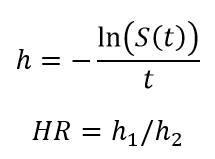 h = − ln(S(t)) / t
HR = h₁/h₂